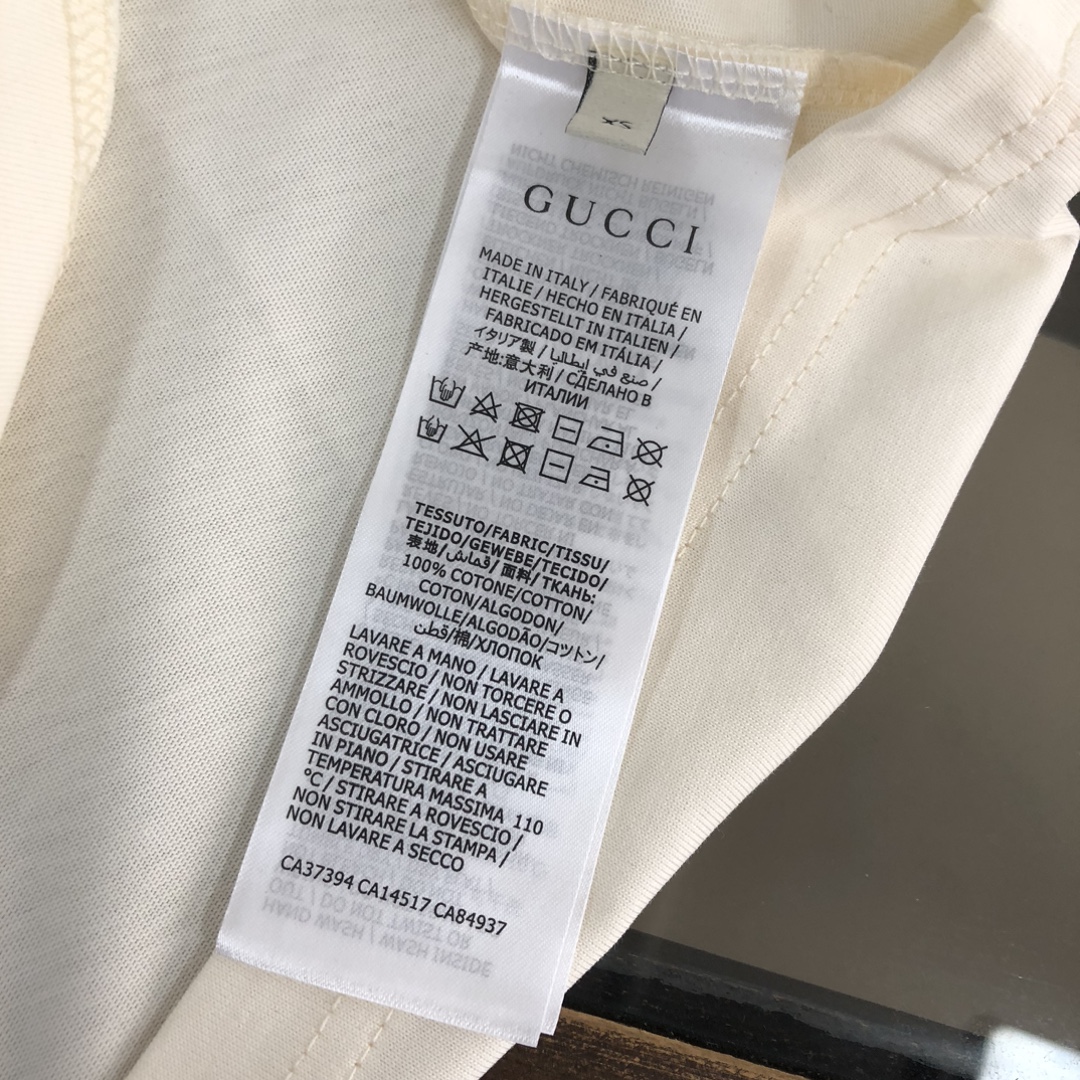 XS
GUCCI
MADE IN ITALY / FABRIQUÉ EN
ITALIE / HECHO EN ITALIA /
HERGESTELLT IN ITALIEN /
FABRICADO EM ITÁLIA /
イタリア製 / صنع في إيطاليا /
产地:意大利 / СДЕЛАНО В
ИТАЛИИ
TESSUTO/FABRIC/TISSU/
TEJIDO/GEWEBE/TECIDO/
表地/قماش/面料/ТКАНЬ:
100% COTONE/COTTON/
COTON/ALGODON/
BAUMWOLLE/ALGODÃO/コットン/
قطن/棉/ХЛОПОК
LAVARE A MANO / LAVARE A
ROVESCIO / NON TORCERE O
STRIZZARE / NON LASCIARE IN
AMMOLLO / NON TRATTARE
CON CLORO / NON USARE
ASCIUGATRICE / ASCIUGARE
IN PIANO / STIRARE A
TEMPERATURA MASSIMA 110
°C / STIRARE A ROVESCIO /
NON STIRARE LA STAMPA /
NON LAVARE A SECCO
CA37394 CA14517 CA84937